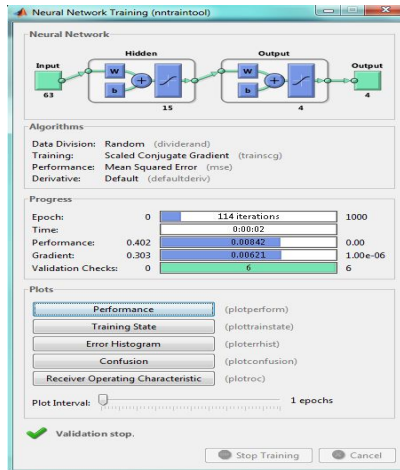 Neural Network Training (nntraintool)
Neural Network
Hidden Output
Input Output
W W
+ +
b b
63 4
15 4
Algorithms
Data Division: Random (dividerand)
Training: Scaled Conjugate Gradient (trainscg)
Performance: Mean Squared Error (mse)
Derivative: Default (defaultderiv)
Progress
Epoch: 0 114 iterations 1000
Time: 0:00:02
Performance: 0.402 0.00842 0.00
Gradient: 0.303 0.00621 1.00e-06
Validation Checks: 0 6 6
Plots
Performance (plotperform)
Training State (plottrainstate)
Error Histogram (ploterrhist)
Confusion (plotconfusion)
Receiver Operating Characteristic (plotroc)
Plot Interval: 1 epochs
Validation stop.
Stop Training Cancel